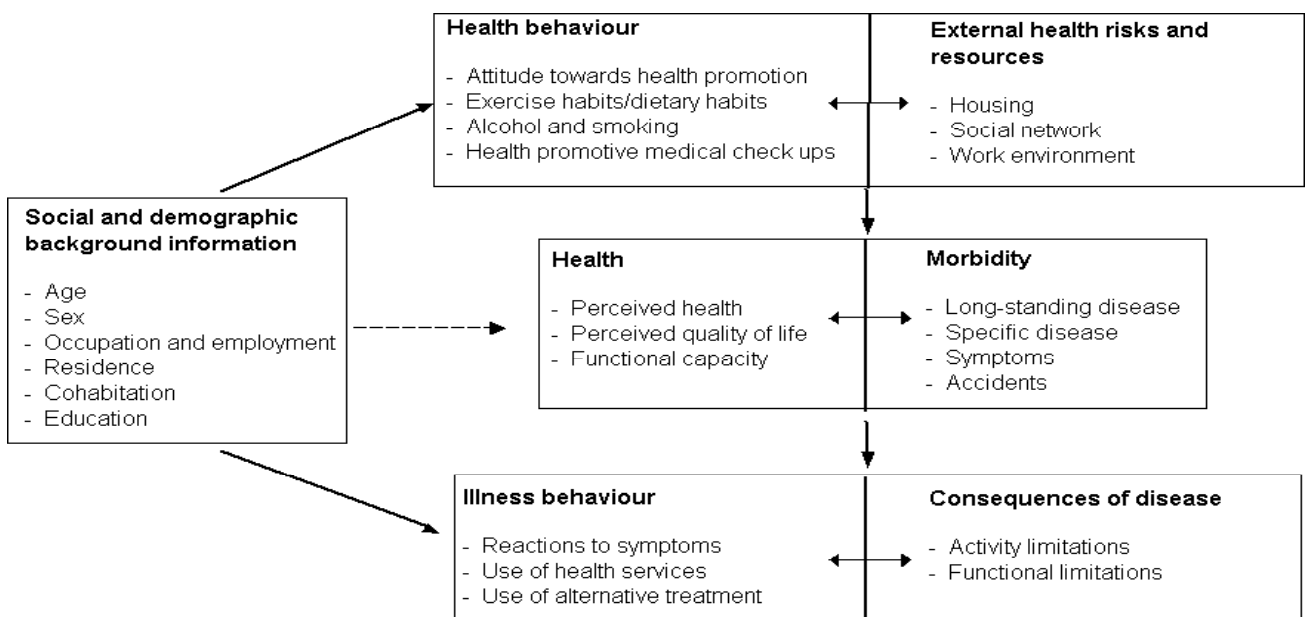 Health behaviour
- Attitude towards health promotion
- Exercise habits/dietary habits
- Alcohol and smoking
- Health promotive medical check ups
External health risks and
resources
- Housing
- Social network
- Work environment
Social and demographic
background information
- Age
- Sex
- Occupation and employment
- Residence
- Cohabitation
- Education
Health
- Perceived health
- Perceived quality of life
- Functional capacity
Morbidity
- Long-standing disease
- Specific disease
- Symptoms
- Accidents
Illness behaviour
- Reactions to symptoms
- Use of health services
- Use of alternative treatment
Consequences of disease
- Activity limitations
- Functional limitations